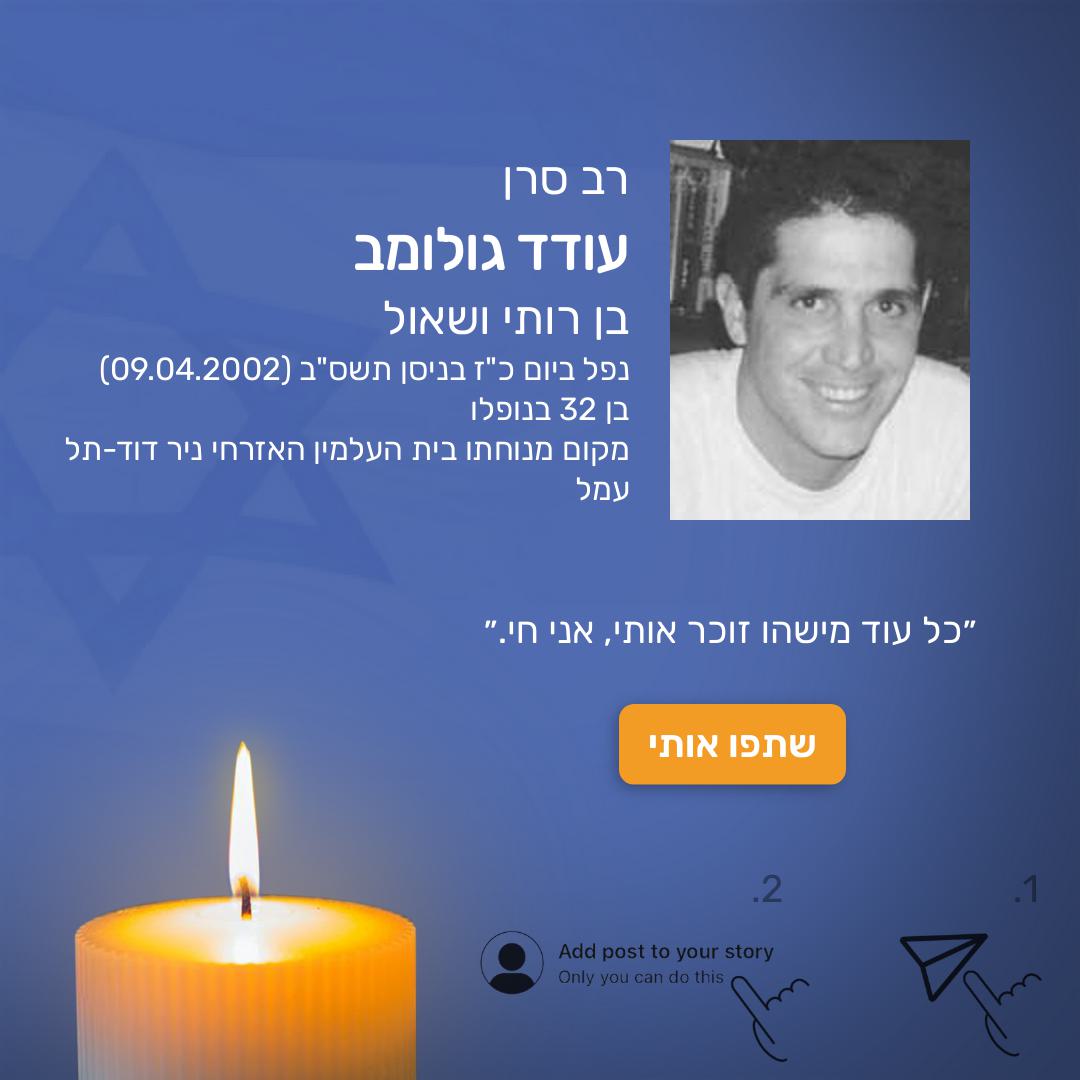 רב סרן
עודד גולומב
בן רותי ושאול
נפל ביום כ"ז בניסן תשס"ב (09.04.2002)
בן 32 בנופלו
מקום מנוחתו בית העלמין האזרחי ניר דוד-תל
עמל
״כל עוד מישהו זוכר אותי, אני חי.״
שתפו אותי
1.
2.
Add post to your story
Only you can do this